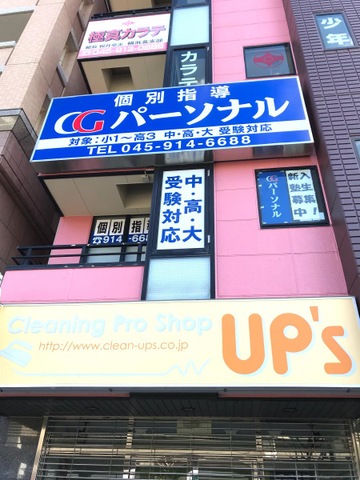 極真カラテ
カラテ
少年
個別指導
CGパーソナル
対象：小1～高3 中・高・大 受験対応
TEL 045-914-6688
中・高・大
受験対応
個別指導
☎914-668
CGパーソナル
新入生
塾生募集中！
Cleaning Pro Shop
UP's
http://www.clean-ups.co.jp